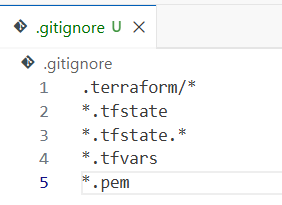 .gitignore U
.gitignore
1 .terraform/*
2 *.tfstate
3 *.tfstate.*
4 *.tfvars
5 *.pem